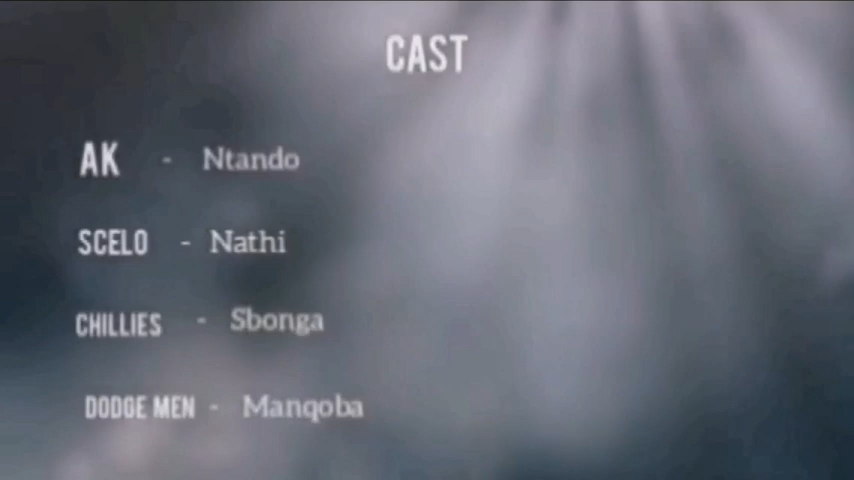 CAST
AK - Ntando
SCELO - Nathi
CHILLIES - Sbonga
DODGE MEN - Manqoba